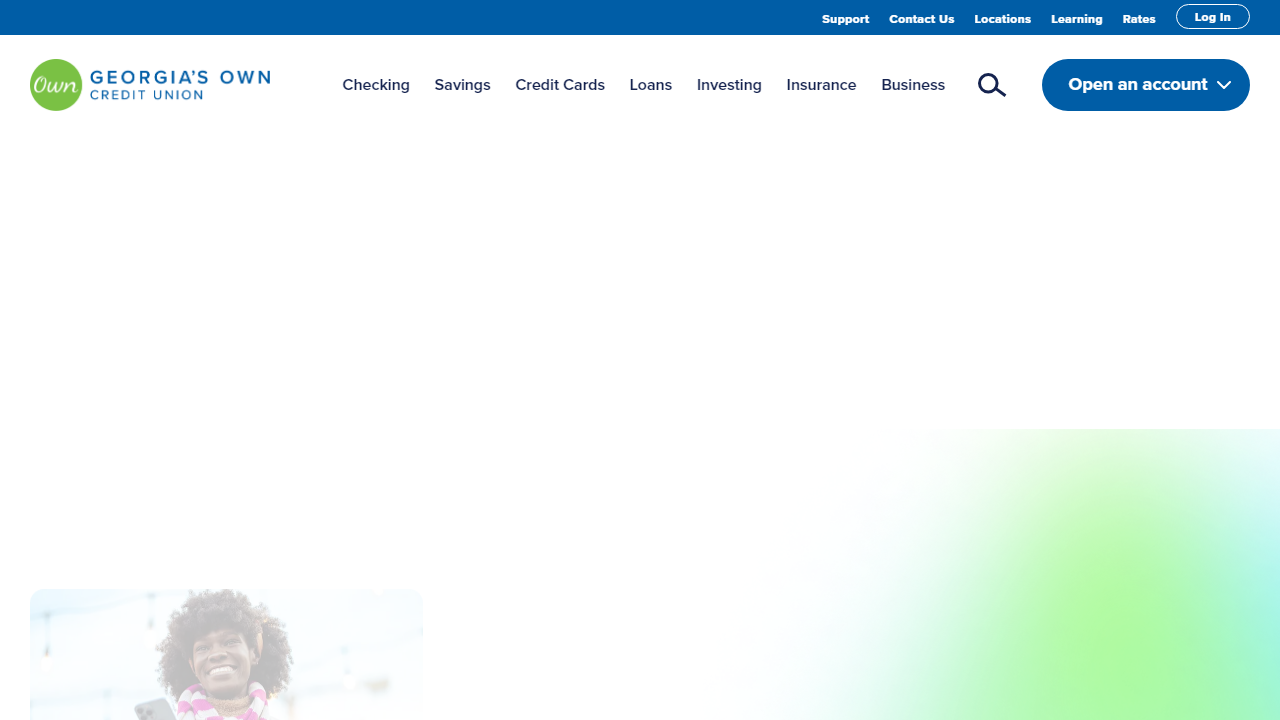 Support Contact Us Locations Learning Rates Log In
Own GEORGIA'S OWN
CREDIT UNION
Checking Savings Credit Cards Loans Investing Insurance Business Open an account